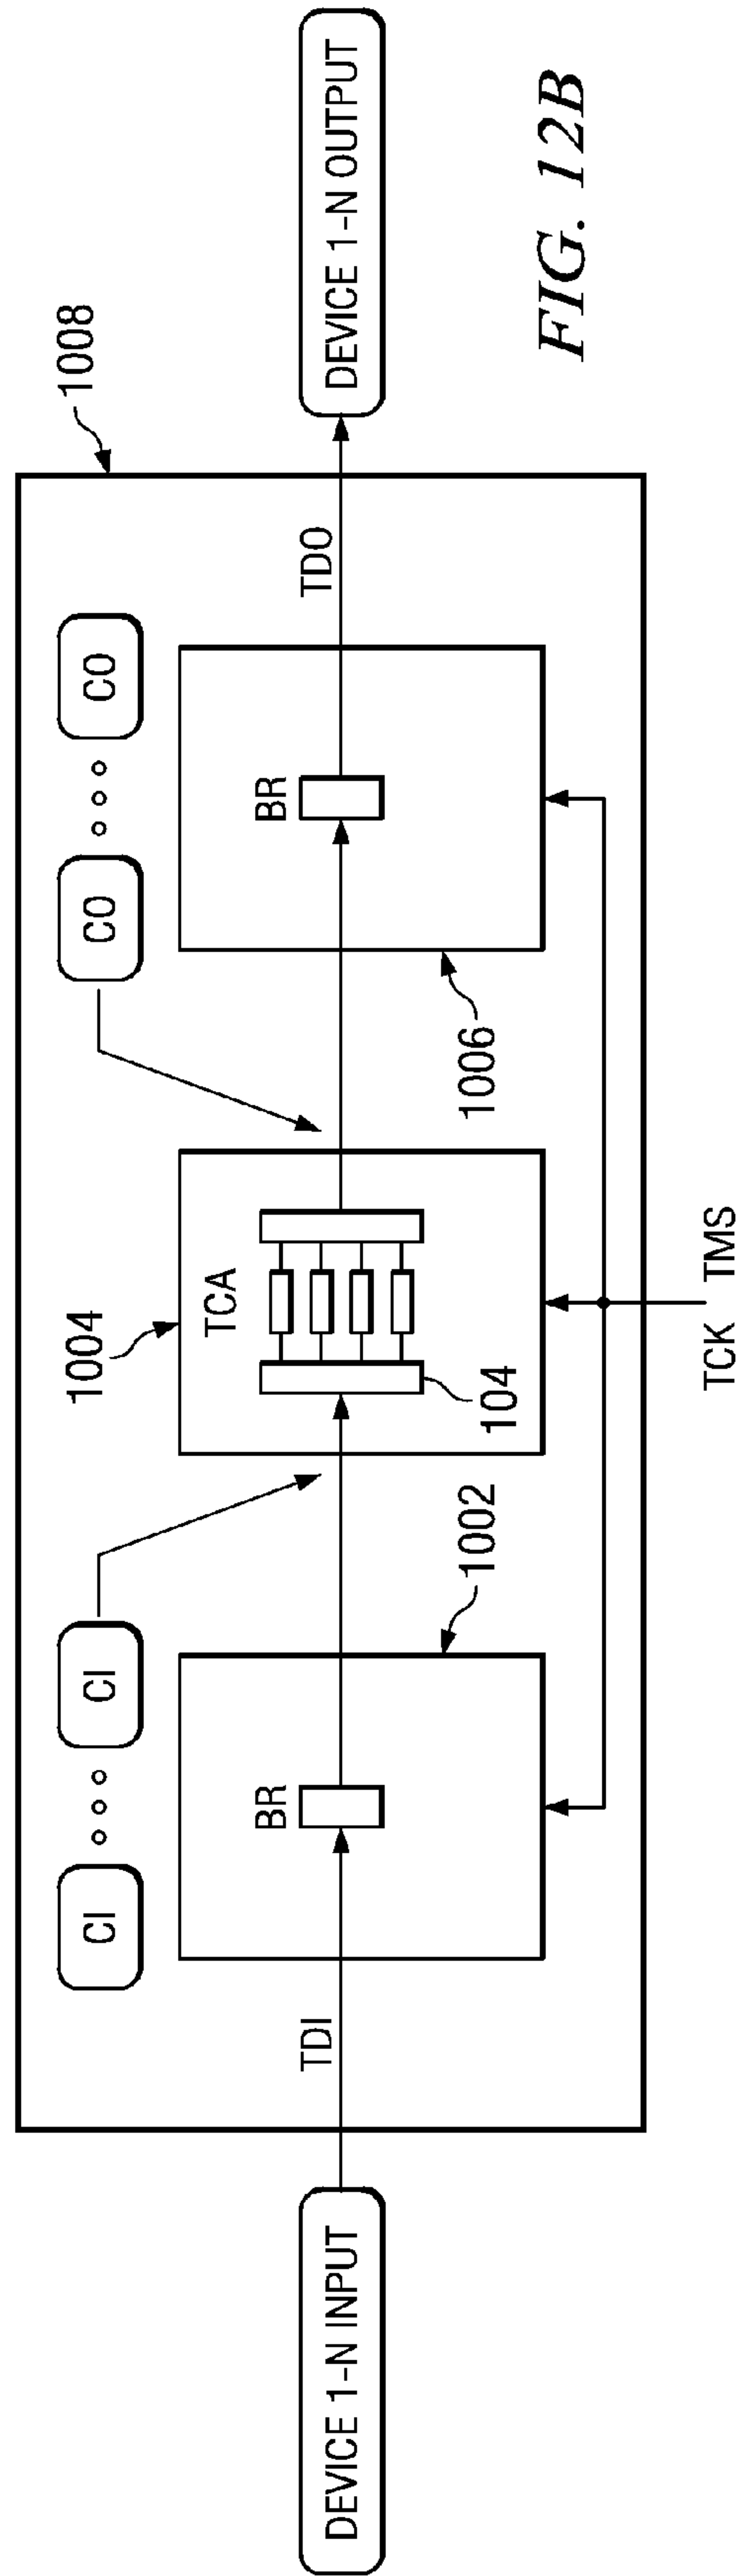 1008
CI
CI
CO
CO
1004
TCA
BR
BR
DEVICE 1-N INPUT
TDI
TDO
DEVICE 1-N OUTPUT
104
1002
1006
TCK TMS
FIG. 12B